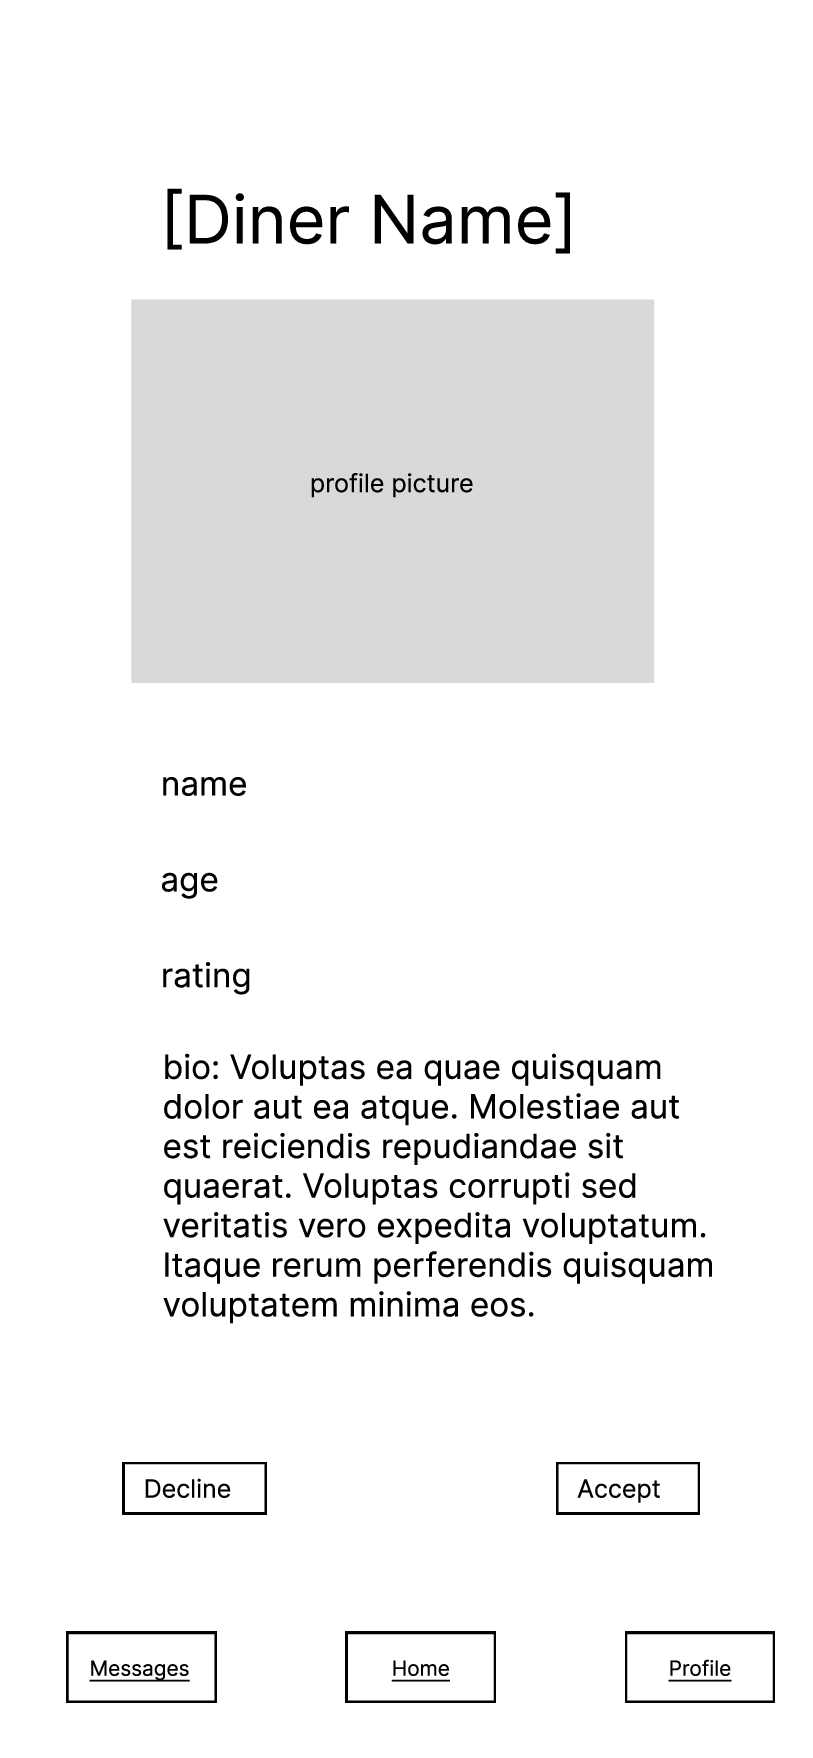 [Diner Name]
profile picture
name
age
rating
bio: Voluptas ea quae quisquam
dolor aut ea atque. Molestiae aut
est reiciendis repudiandae sit
quaerat. Voluptas corrupti sed
veritatis vero expedita voluptatum.
Itaque rerum perferendis quisquam
voluptatem minima eos.
Decline
Accept
Messages
Home
Profile